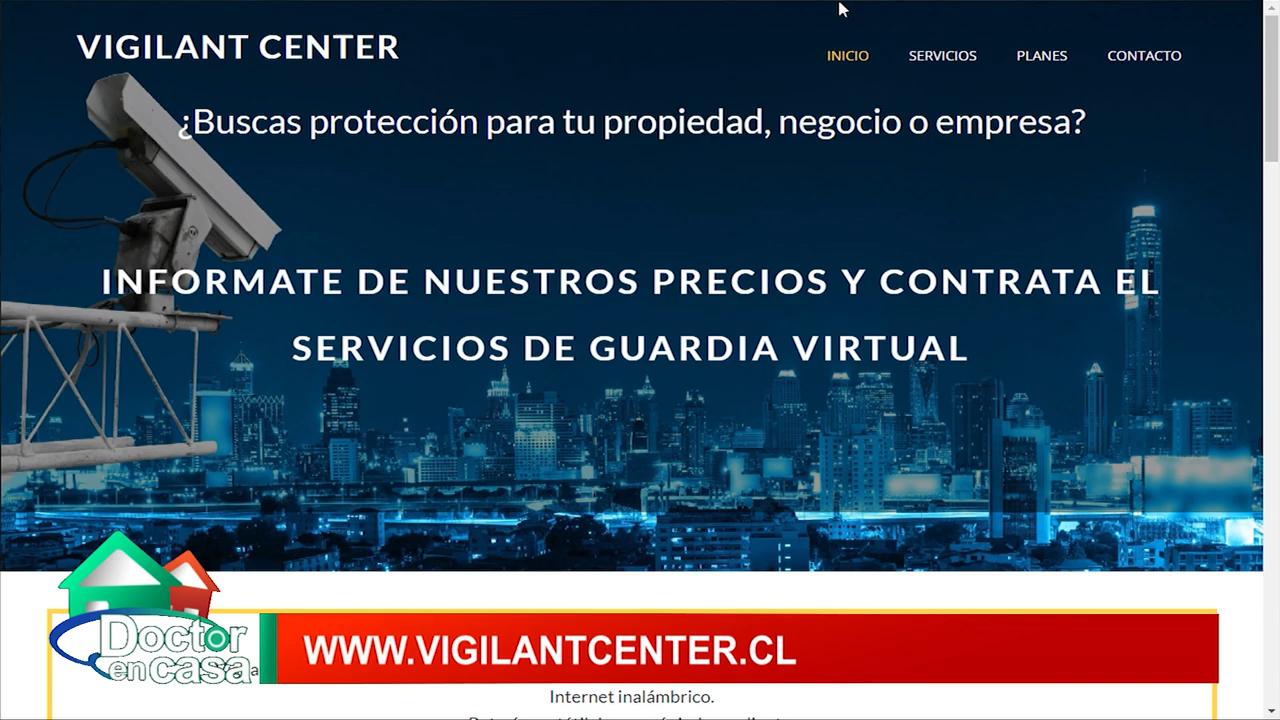 VIGILANT CENTER
INICIO SERVICIOS PLANES CONTACTO
¿Buscas protección para tu propiedad, negocio o empresa?
INFORMATE DE NUESTROS PRECIOS Y CONTRATA EL
SERVICIOS DE GUARDIA VIRTUAL
Doctor
en casa
WWW.VIGILANTCENTER.CL
Internet inalámbrico.